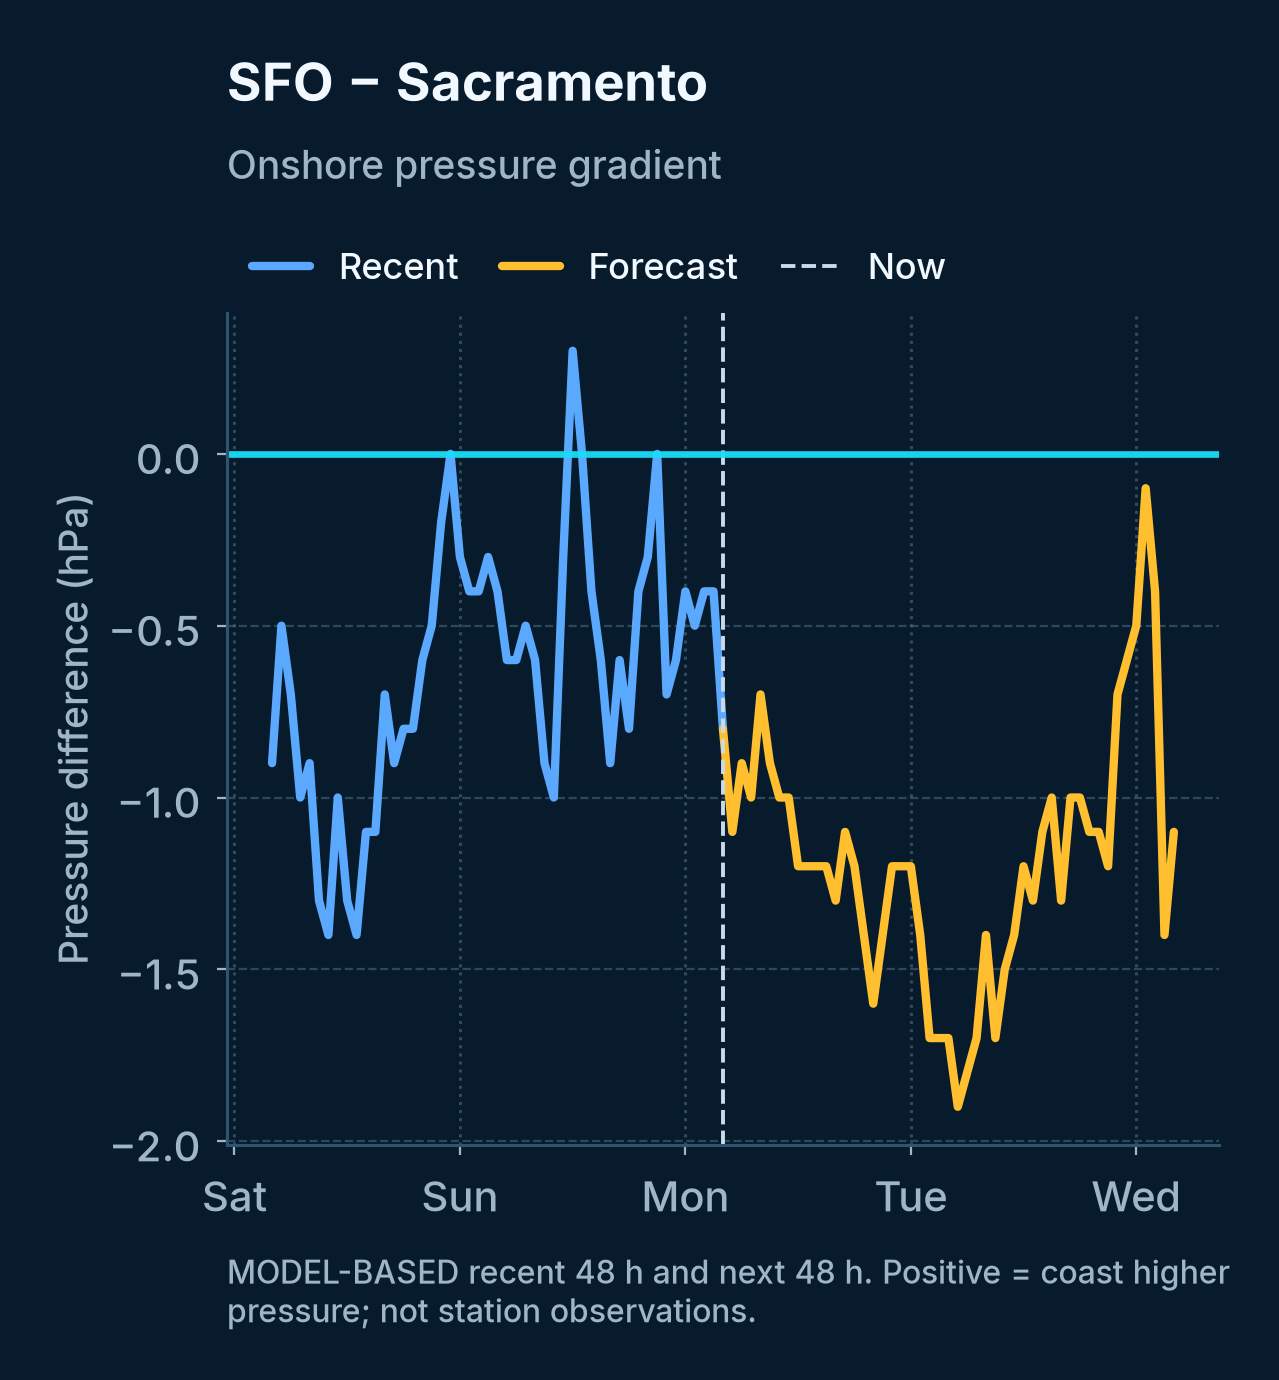 SFO − Sacramento
Onshore pressure gradient
Recent Forecast Now
Pressure difference (hPa)
0.0
−0.5
−1.0
−1.5
−2.0
Sat Sun Mon Tue Wed
MODEL-BASED recent 48 h and next 48 h. Positive = coast higher
pressure; not station observations.